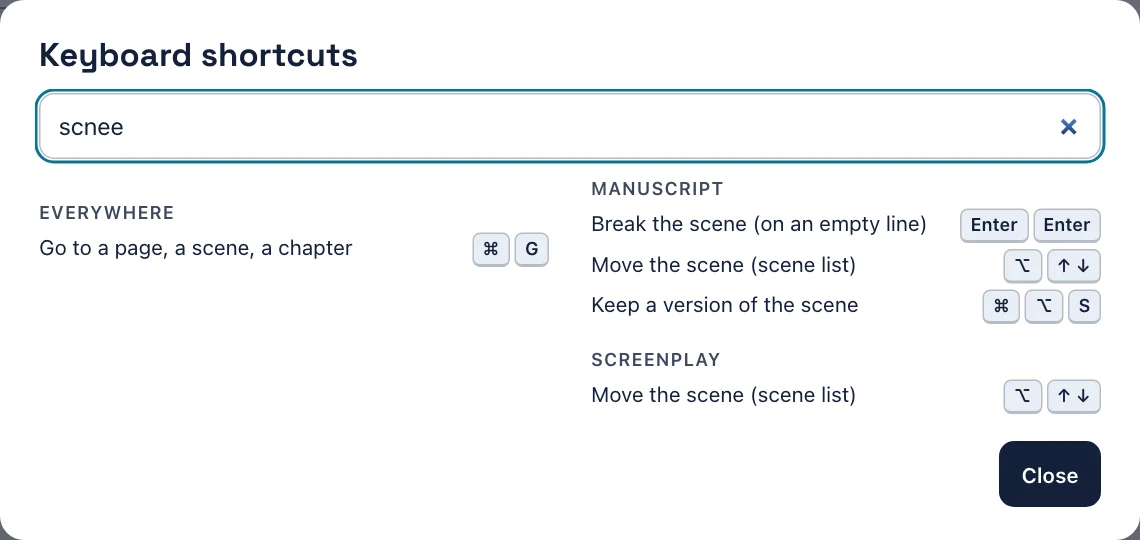 Keyboard shortcuts
scnee
EVERYWHERE
Go to a page, a scene, a chapter ⌘ G
MANUSCRIPT
Break the scene (on an empty line) Enter Enter
Move the scene (scene list) ⌥ ↑ ↓
Keep a version of the scene ⌘ ⌥ S
SCREENPLAY
Move the scene (scene list) ⌥ ↑ ↓
Close